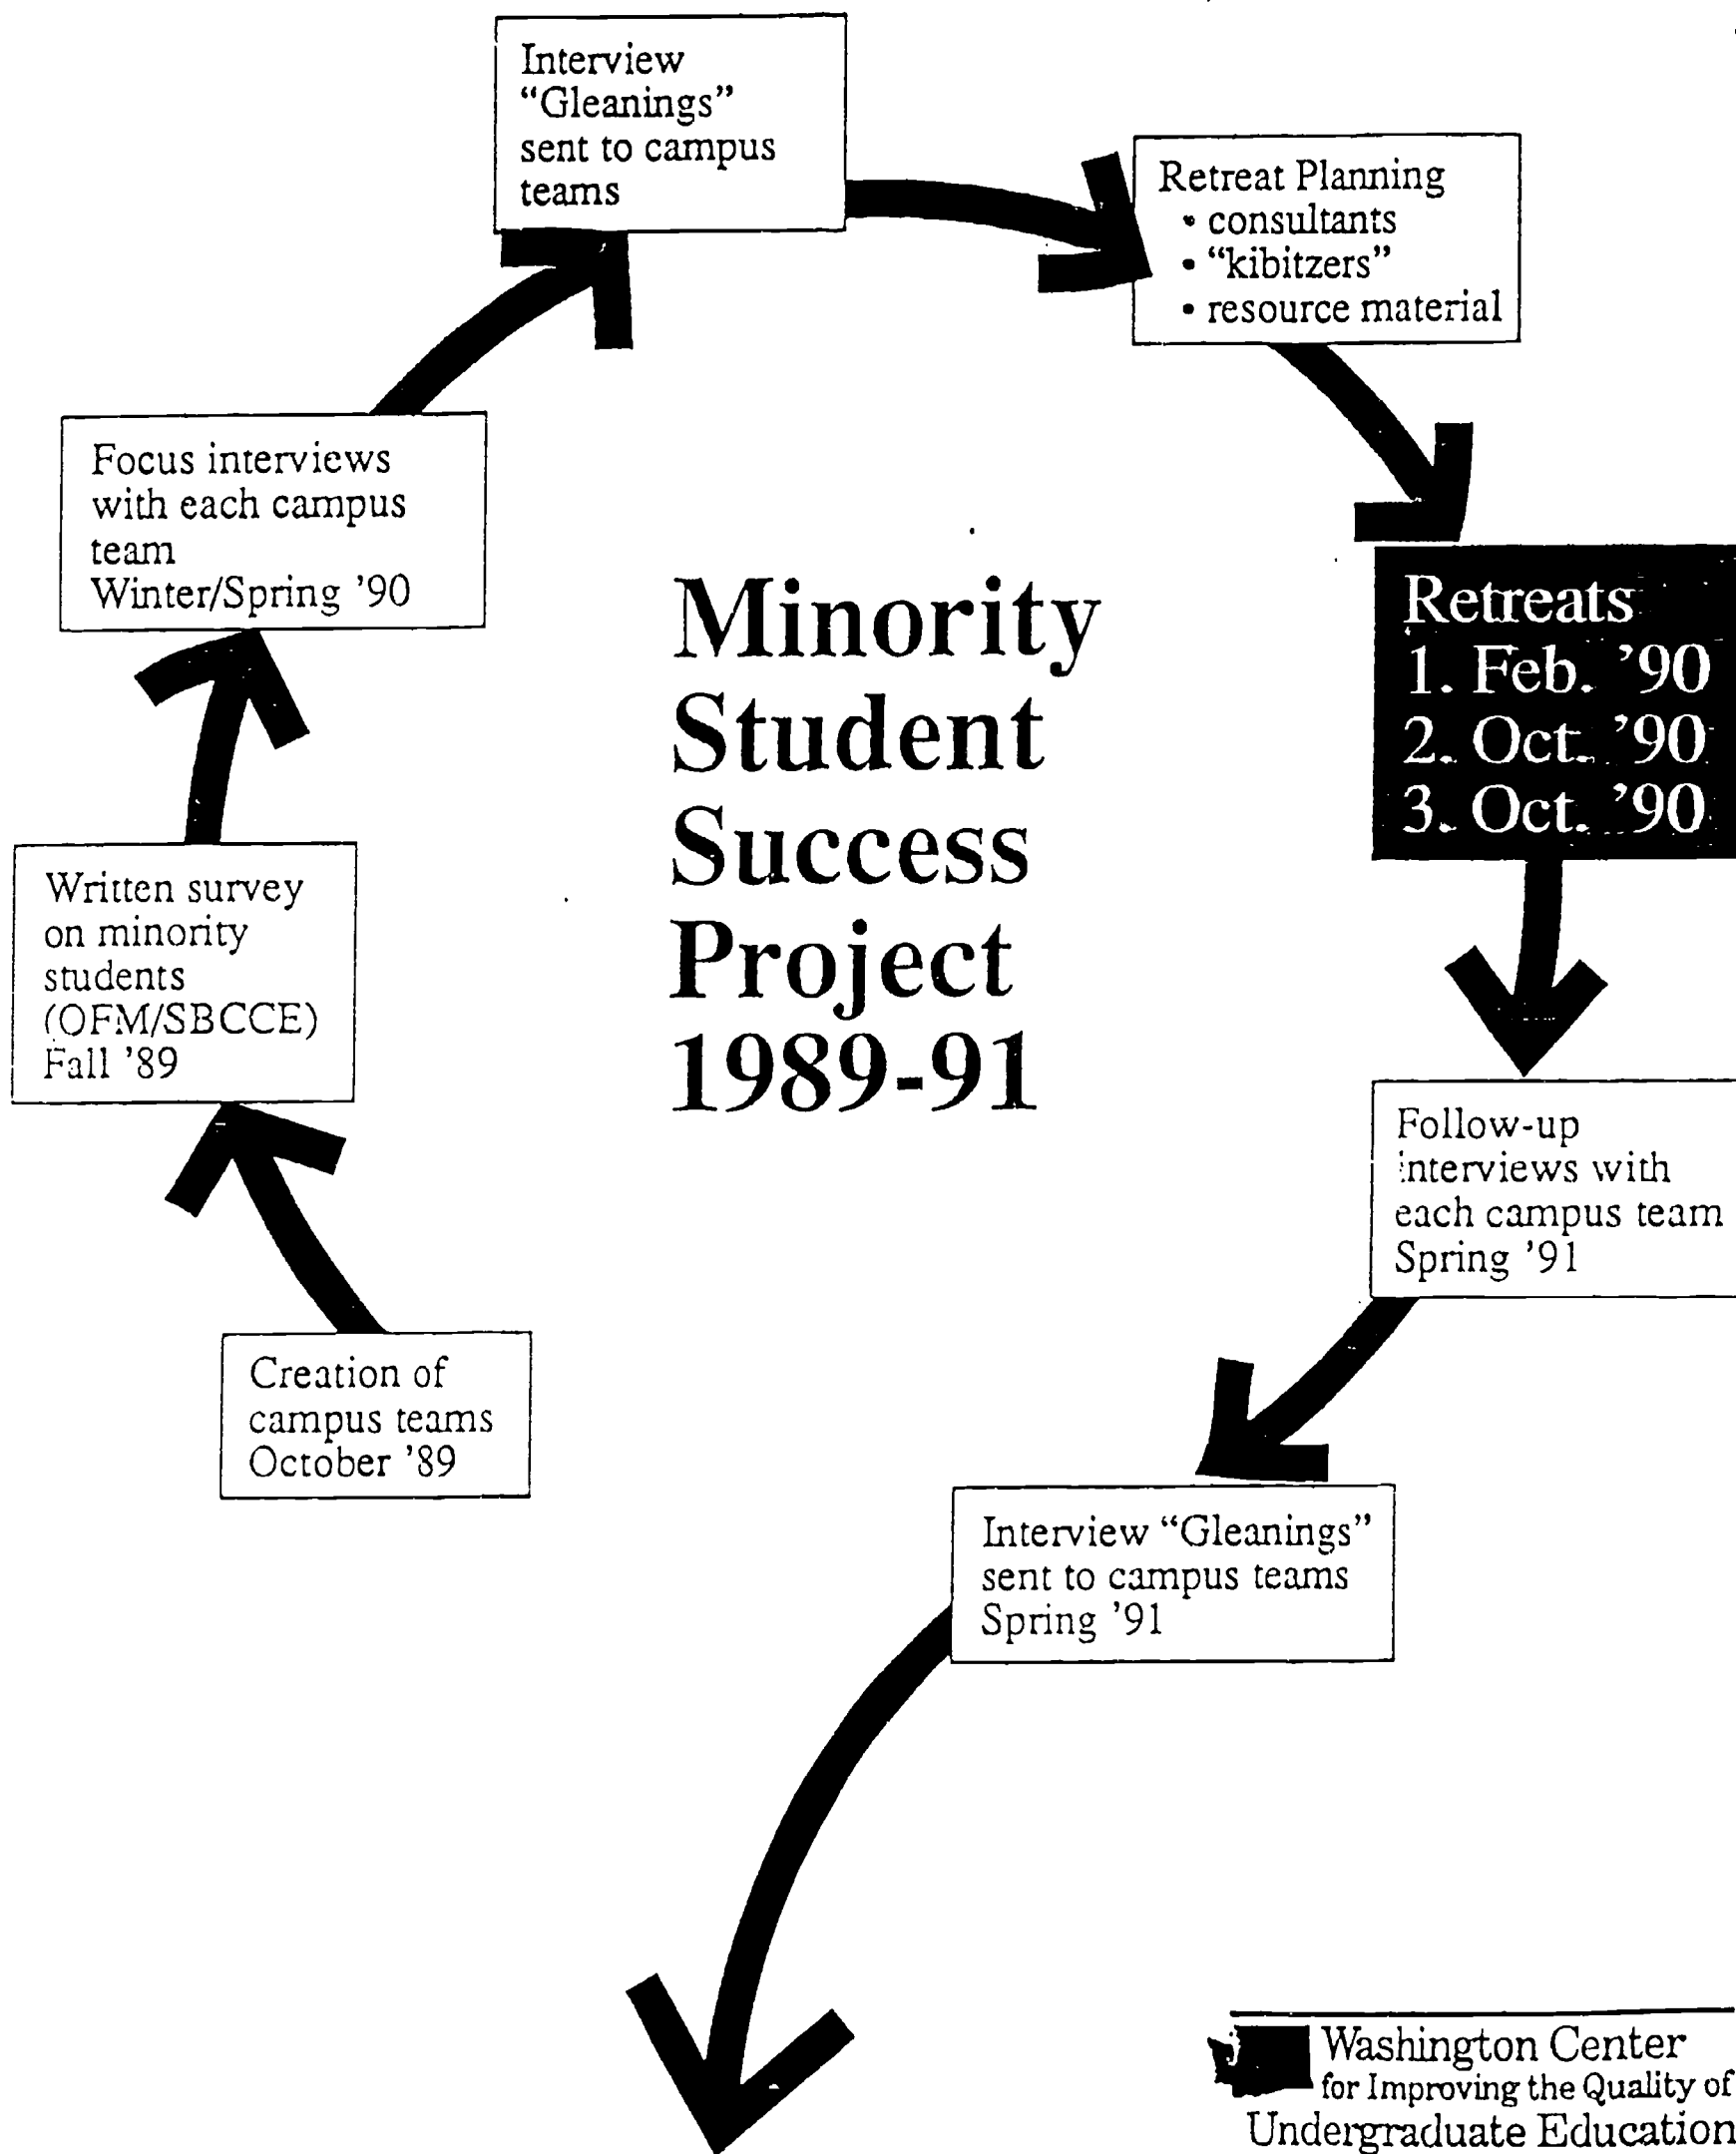 Interview
“Gleanings”
sent to campus
teams
Retreat Planning
• consultants
• “kibitzers”
• resource material
Focus interviews
with each campus
team
Winter/Spring ’90
Minority
Student
Success
Project
1989-91
Retreats
1. Feb. ’90
2. Oct. ’90
3. Oct. ’90
Written survey
on minority
students
(OFM/SBCCE)
Fall ’89
Follow-up
interviews with
each campus team
Spring ’91
Creation of
campus teams
October ’89
Interview “Gleanings”
sent to campus teams
Spring ’91
Washington Center
for Improving the Quality of
Undergraduate Education